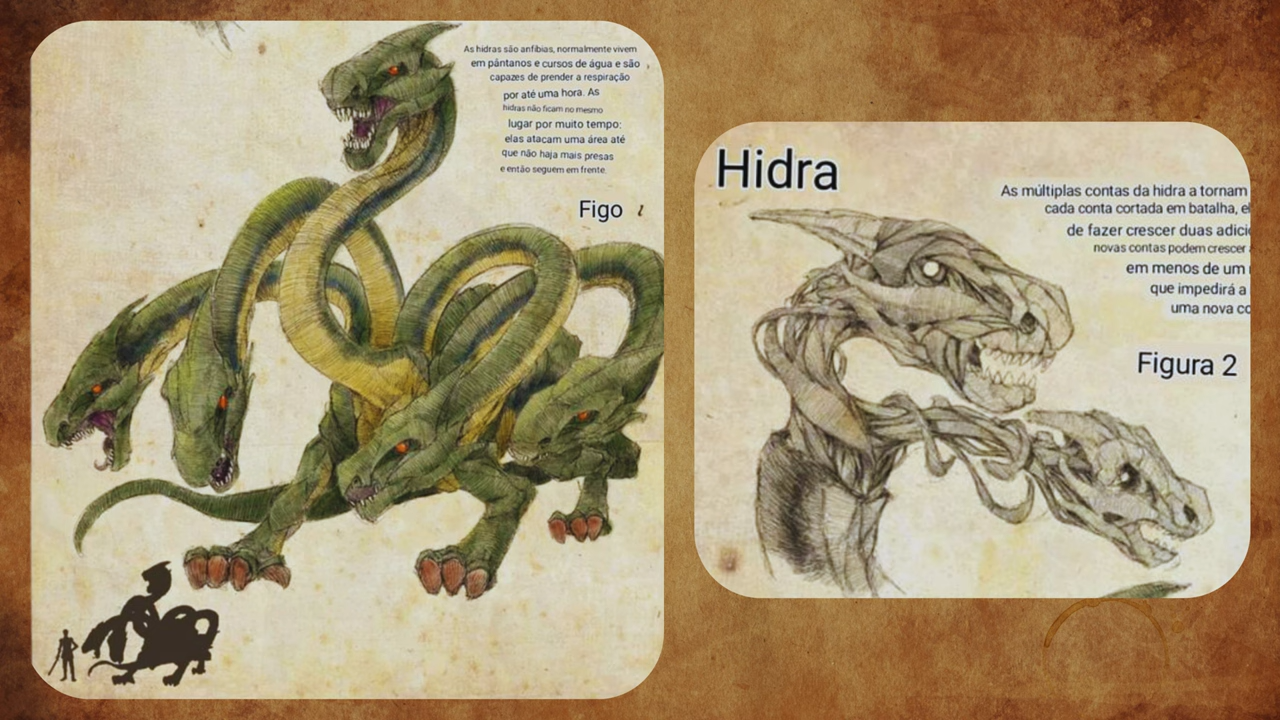 As hidras são anfíbias, normalmente vivem
em pântanos e cursos de água e são
capazes de prender a respiração
por até uma hora. As
hidras não ficam no mesmo
lugar por muito tempo:
elas atacam uma área até
que não haja mais presas
e então seguem em frente.
Figo
Hidra
As múltiplas contas da hidra a tornam
cada conta cortada em batalha,
de fazer crescer duas
novas contas podem crescer
em menos de um
que impedirá a
uma nova
Figura 2